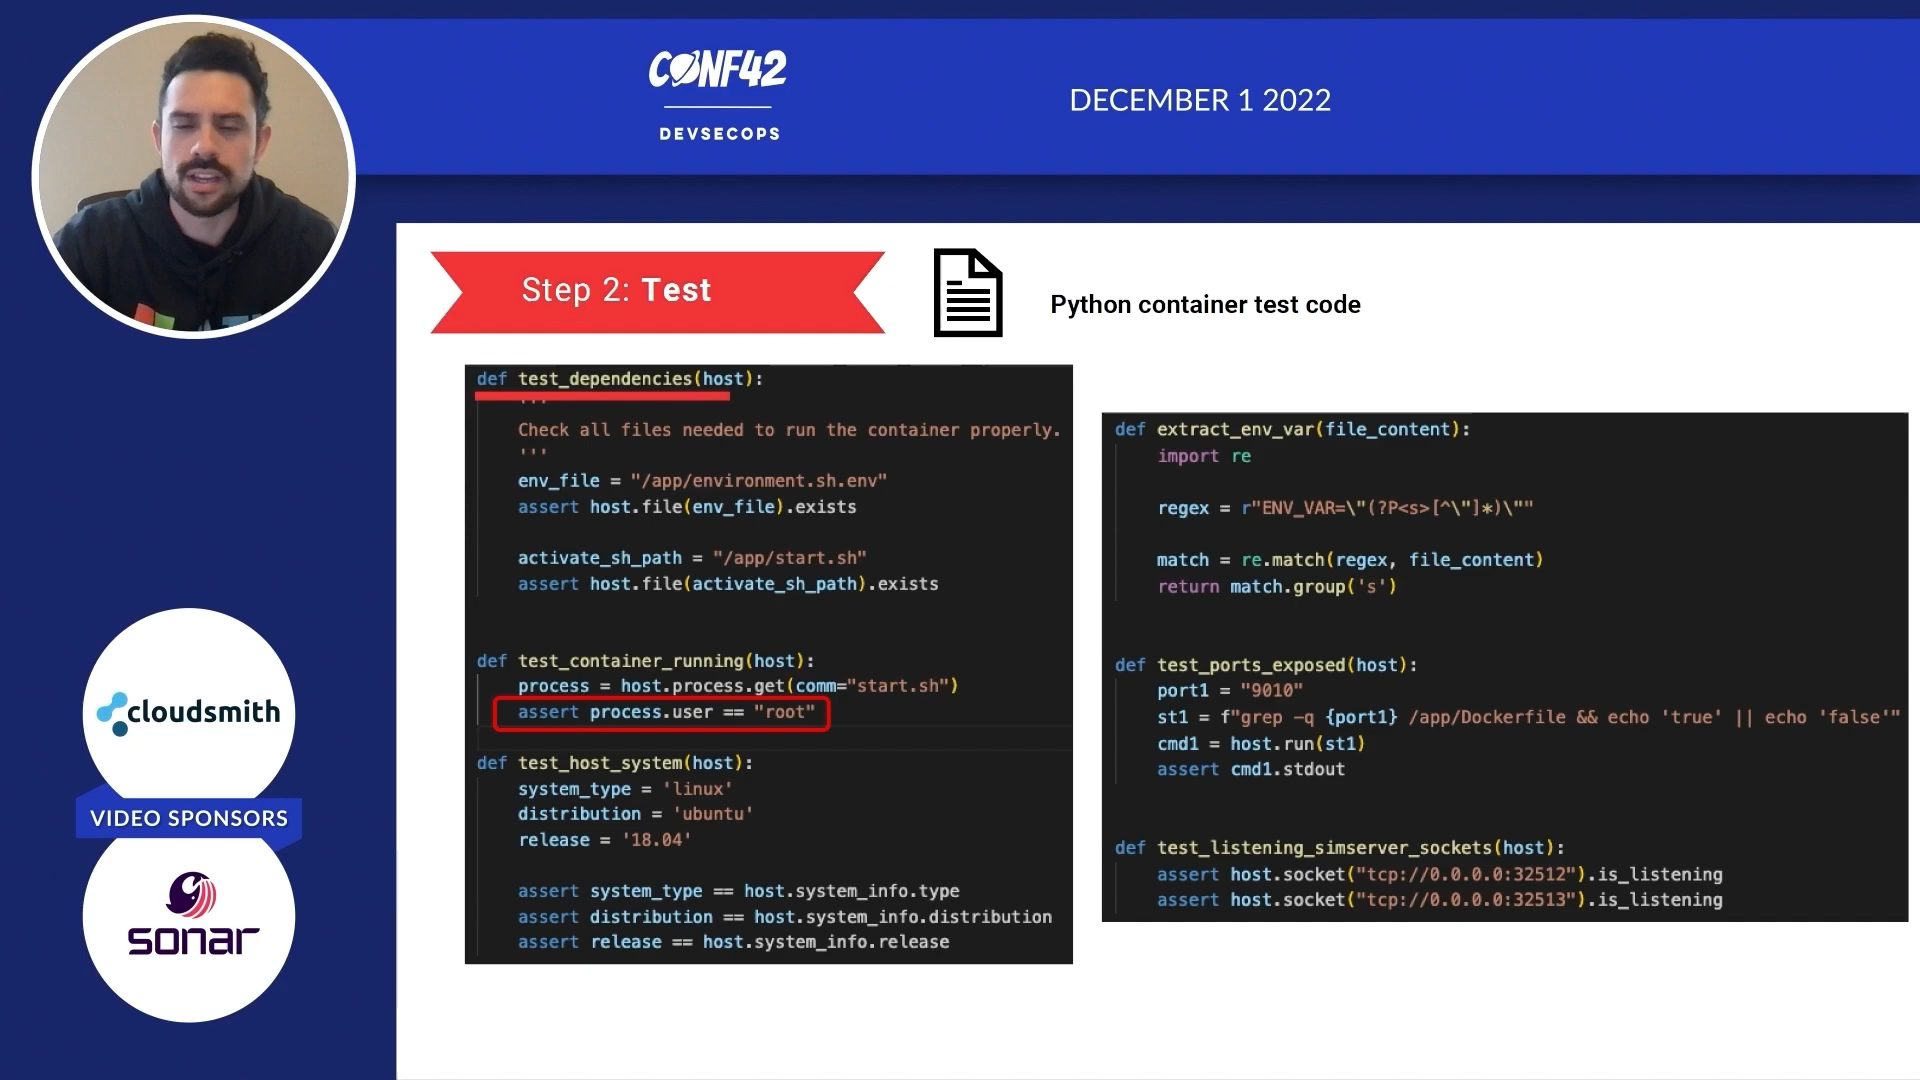 CONF42
DEVSECOPS
DECEMBER 1 2022
Step 2: Test
Python container test code
def test_dependencies(host):
'''
Check all files needed to run the container properly.
'''
env_file = "/app/environment.sh.env"
assert host.file(env_file).exists
activate_sh_path = "/app/start.sh"
assert host.file(activate_sh_path).exists
def test_container_running(host):
process = host.process.get(comm="start.sh")
assert process.user == "root"
def test_host_system(host):
system_type = 'linux'
distribution = 'ubuntu'
release = '18.04'
assert system_type == host.system_info.type
assert distribution == host.system_info.distribution
assert release == host.system_info.release
def extract_env_var(file_content):
import re
regex = r"ENV_VAR=\"(?P<s>[^\"]*)\""
match = re.match(regex, file_content)
return match.group('s')
def test_ports_exposed(host):
port1 = "9010"
st1 = f"grep -q {port1} /app/Dockerfile && echo 'true' || echo 'false'"
cmd1 = host.run(st1)
assert cmd1.stdout
def test_listening_simserver_sockets(host):
assert host.socket("tcp://0.0.0.0:32512").is_listening
assert host.socket("tcp://0.0.0.0:32513").is_listening
cloudsmith
VIDEO SPONSORS
sonar